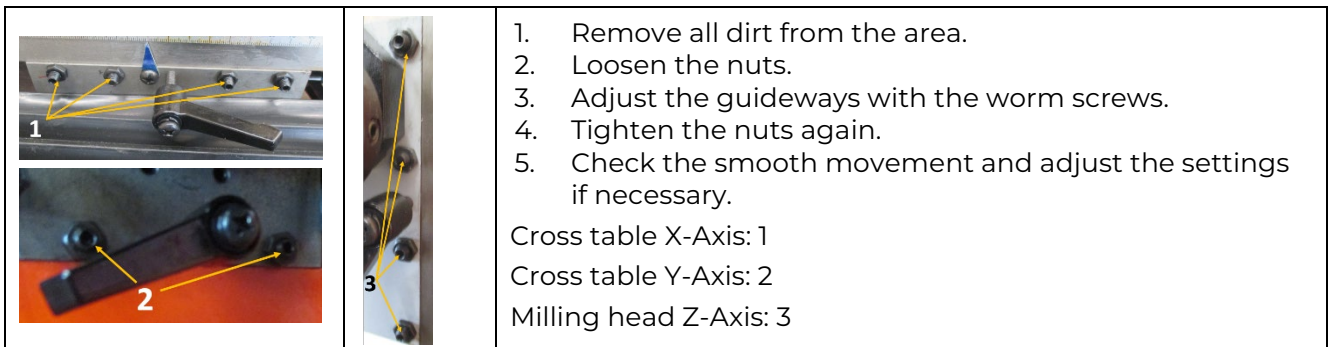 1
2
3
1. Remove all dirt from the area.
2. Loosen the nuts.
3. Adjust the guideways with the worm screws.
4. Tighten the nuts again.
5. Check the smooth movement and adjust the settings
if necessary.
Cross table X-Axis: 1
Cross table Y-Axis: 2
Milling head Z-Axis: 3